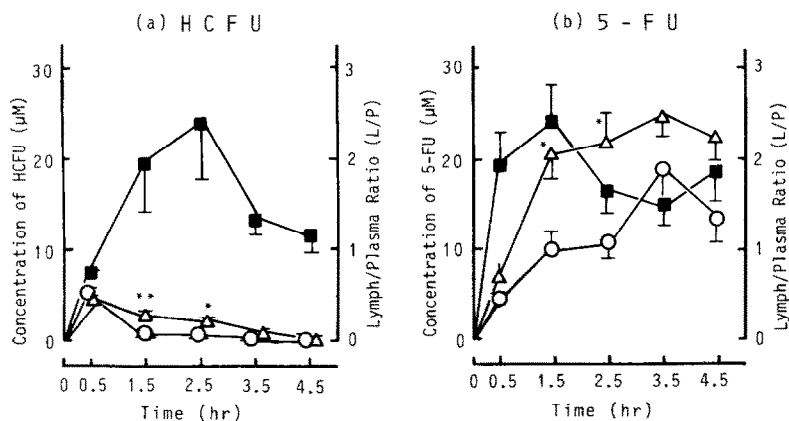 (a) H C F U
Concentration of HCFU (µM)
30
20
10
0
3
2
1
0
Lymph/Plasma Ratio (L/P)
**
*
0 0.5 1.5 2.5 3.5 4.5
Time (hr)
(b) 5 - F U
Concentration of 5-FU (µM)
30
20
10
0
3
2
1
0
Lymph/Plasma Ratio (L/P)
*
*
0 0.5 1.5 2.5 3.5 4.5
Time (hr)